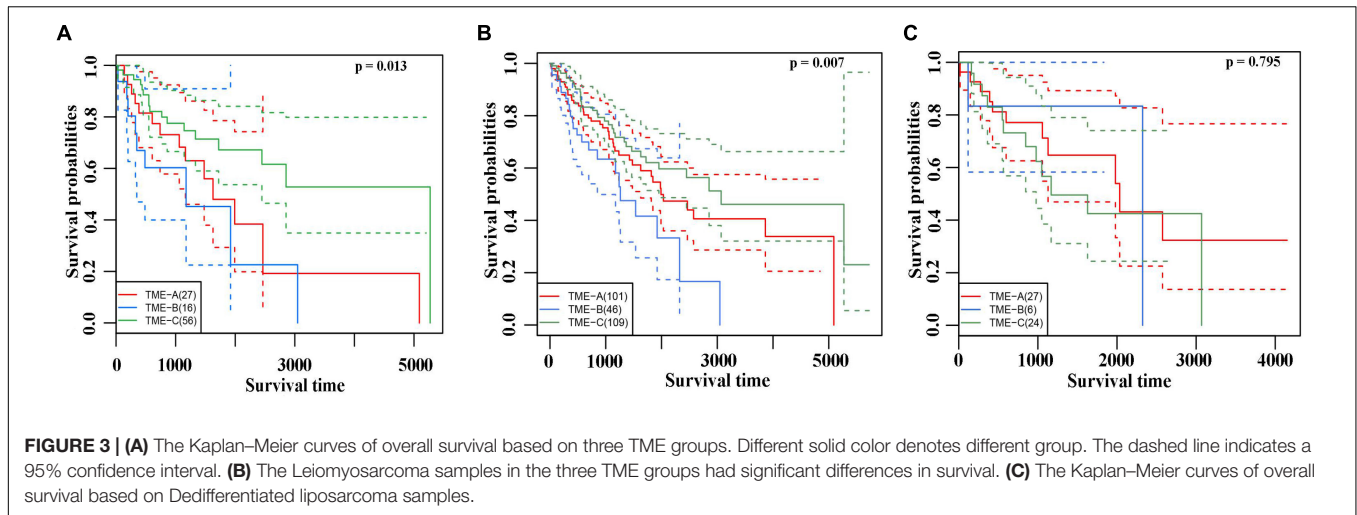 A
p = 0.013
Survival probabilities
1.0
0.8
0.6
0.4
0.2
0.0
TME-A(27)
TME-B(16)
TME-C(56)
0 1000 3000 5000
Survival time
B
p = 0.007
Survival probabilities
1.0
0.8
0.6
0.4
0.2
0.0
TME-A(101)
TME-B(46)
TME-C(109)
0 1000 3000 5000
Survival time
C
p = 0.795
Survival probabilities
1.0
0.8
0.6
0.4
0.2
0.0
TME-A(27)
TME-B(6)
TME-C(24)
0 1000 2000 3000 4000
Survival time
FIGURE 3 | (A) The Kaplan–Meier curves of overall survival based on three TME groups. Different solid color denotes different group. The dashed line indicates a
95% confidence interval. (B) The Leiomyosarcoma samples in the three TME groups had significant differences in survival. (C) The Kaplan–Meier curves of overall
survival based on Dedifferentiated liposarcoma samples.